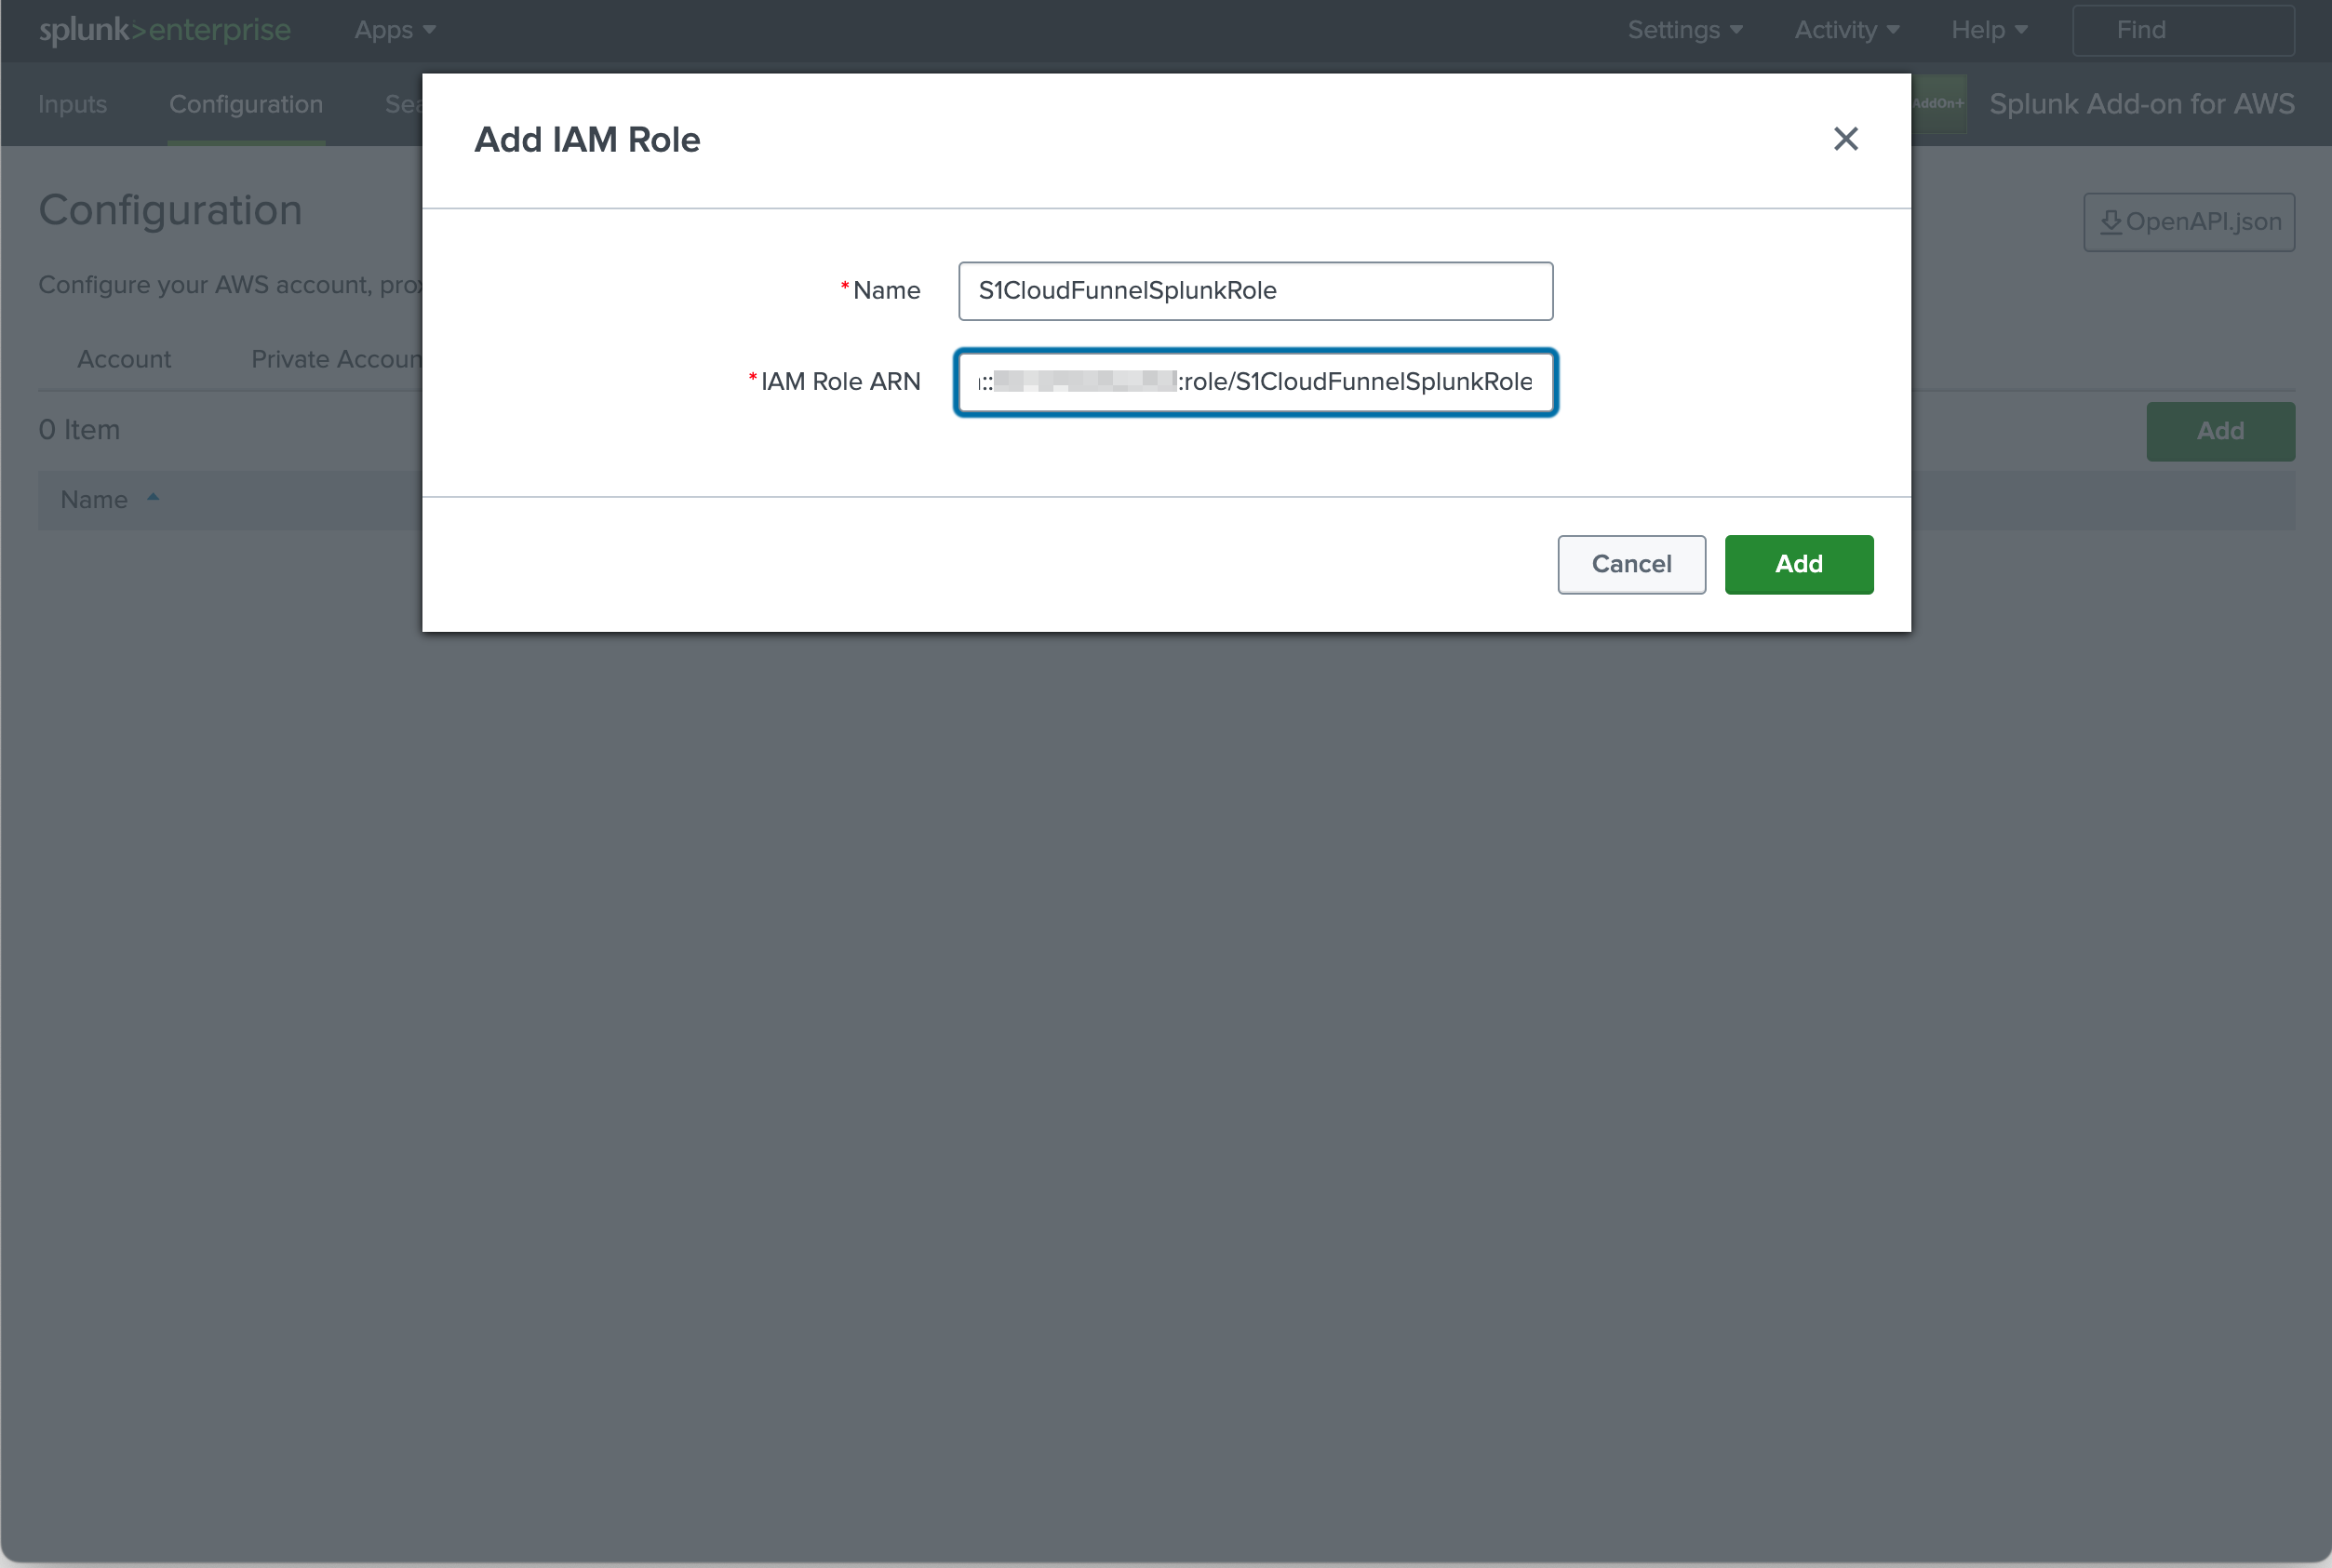 splunk>enterprise Apps Settings Activity Help Find
Inputs Configuration Sea AddOn+ Splunk Add-on for AWS
Add IAM Role
Configuration
OpenAPI.json
Configure your AWS account, prox
*Name S1CloudFunnelSplunkRole
Account Private Accoun
*IAM Role ARN ::
:role/S1CloudFunnelSplunkRole
0 Item
Add
Name
Cancel Add